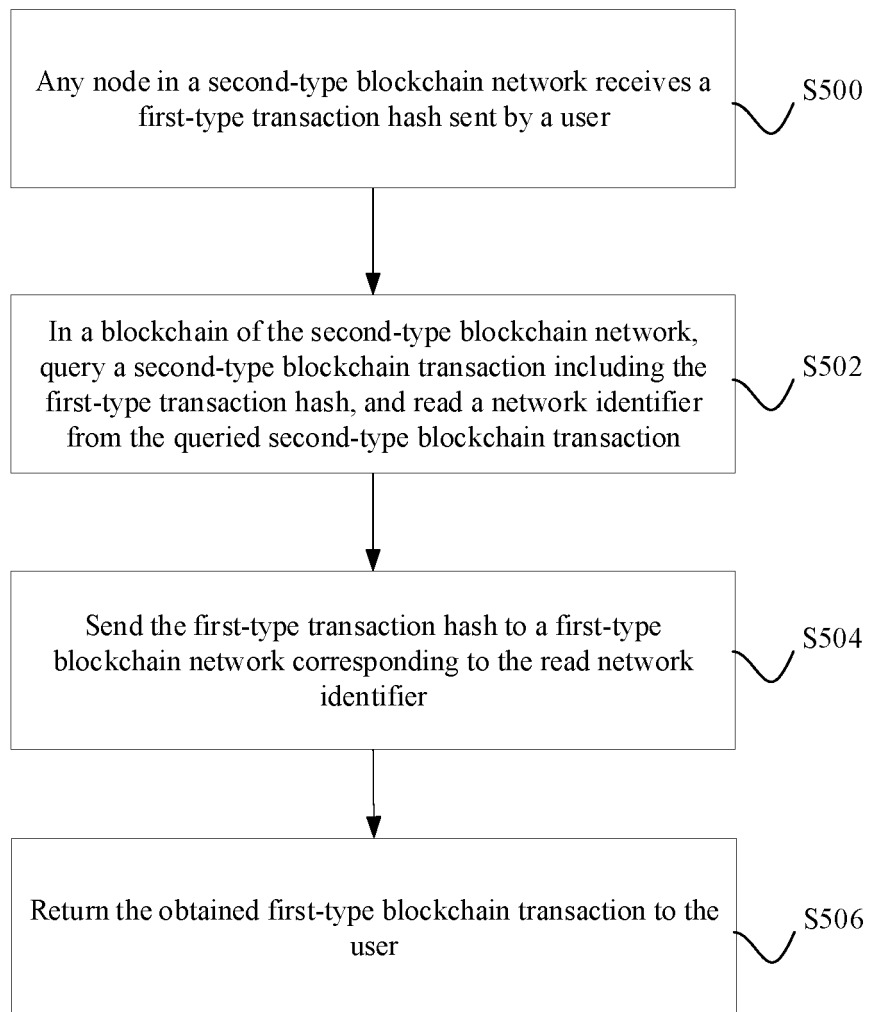 Any node in a second-type blockchain network receives a
first-type transaction hash sent by a user
S500
In a blockchain of the second-type blockchain network,
query a second-type blockchain transaction including the
first-type transaction hash, and read a network identifier
from the queried second-type blockchain transaction
S502
Send the first-type transaction hash to a first-type
blockchain network corresponding to the read network
identifier
S504
Return the obtained first-type blockchain transaction to the
user
S506